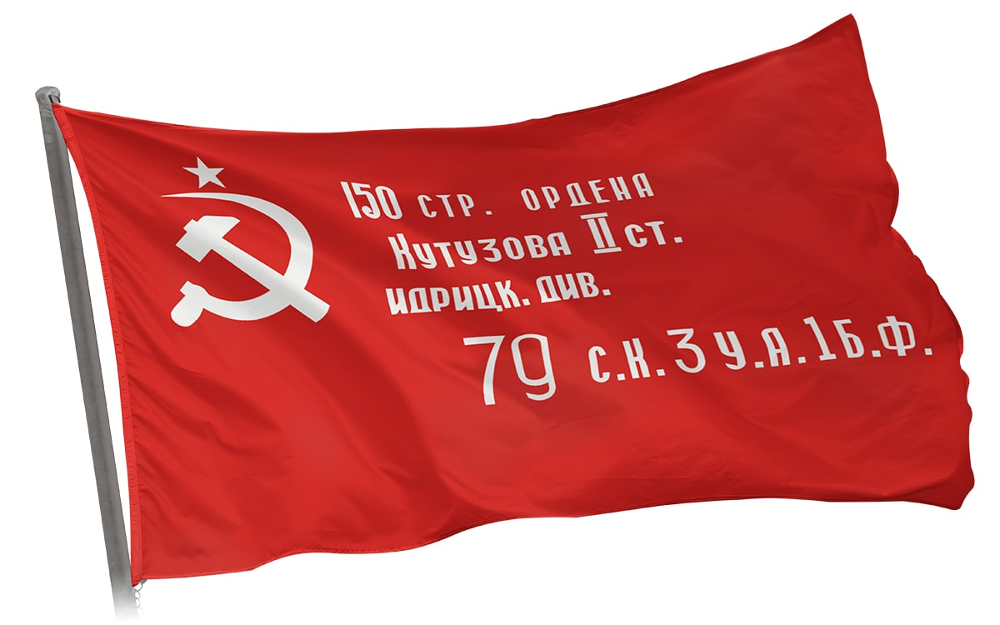 150 СТР. ОРДЕНА
КУТУЗОВА II СТ.
ИДРИЦК. ДИВ.
79 С.К. 3 У.А. 1 Б.Ф.